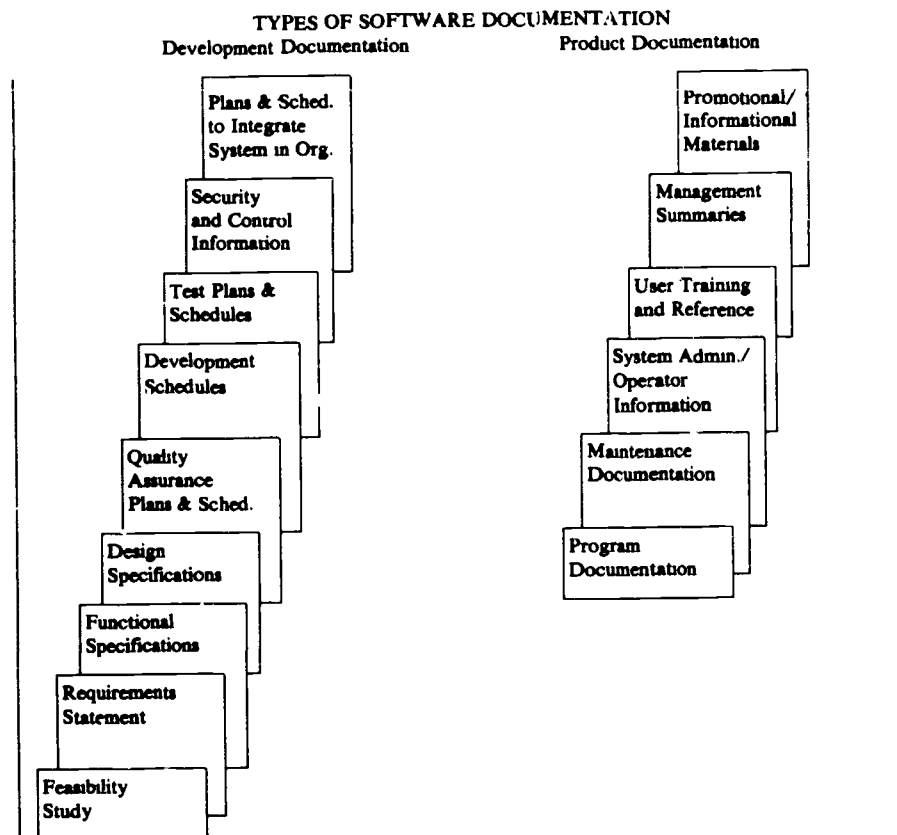 TYPES OF SOFTWARE DOCUMENTATION
Development Documentation
Plans & Sched.
to Integrate
System in Org.
Security
and Control
Information
Test Plans &
Schedules
Development
Schedules
Quality
Assurance
Plans & Sched.
Design
Specifications
Functional
Specifications
Requirements
Statement
Feasibility
Study
Product Documentation
Promotional/
Informational
Materials
Management
Summaries
User Training
and Reference
System Admin./
Operator
Information
Maintenance
Documentation
Program
Documentation